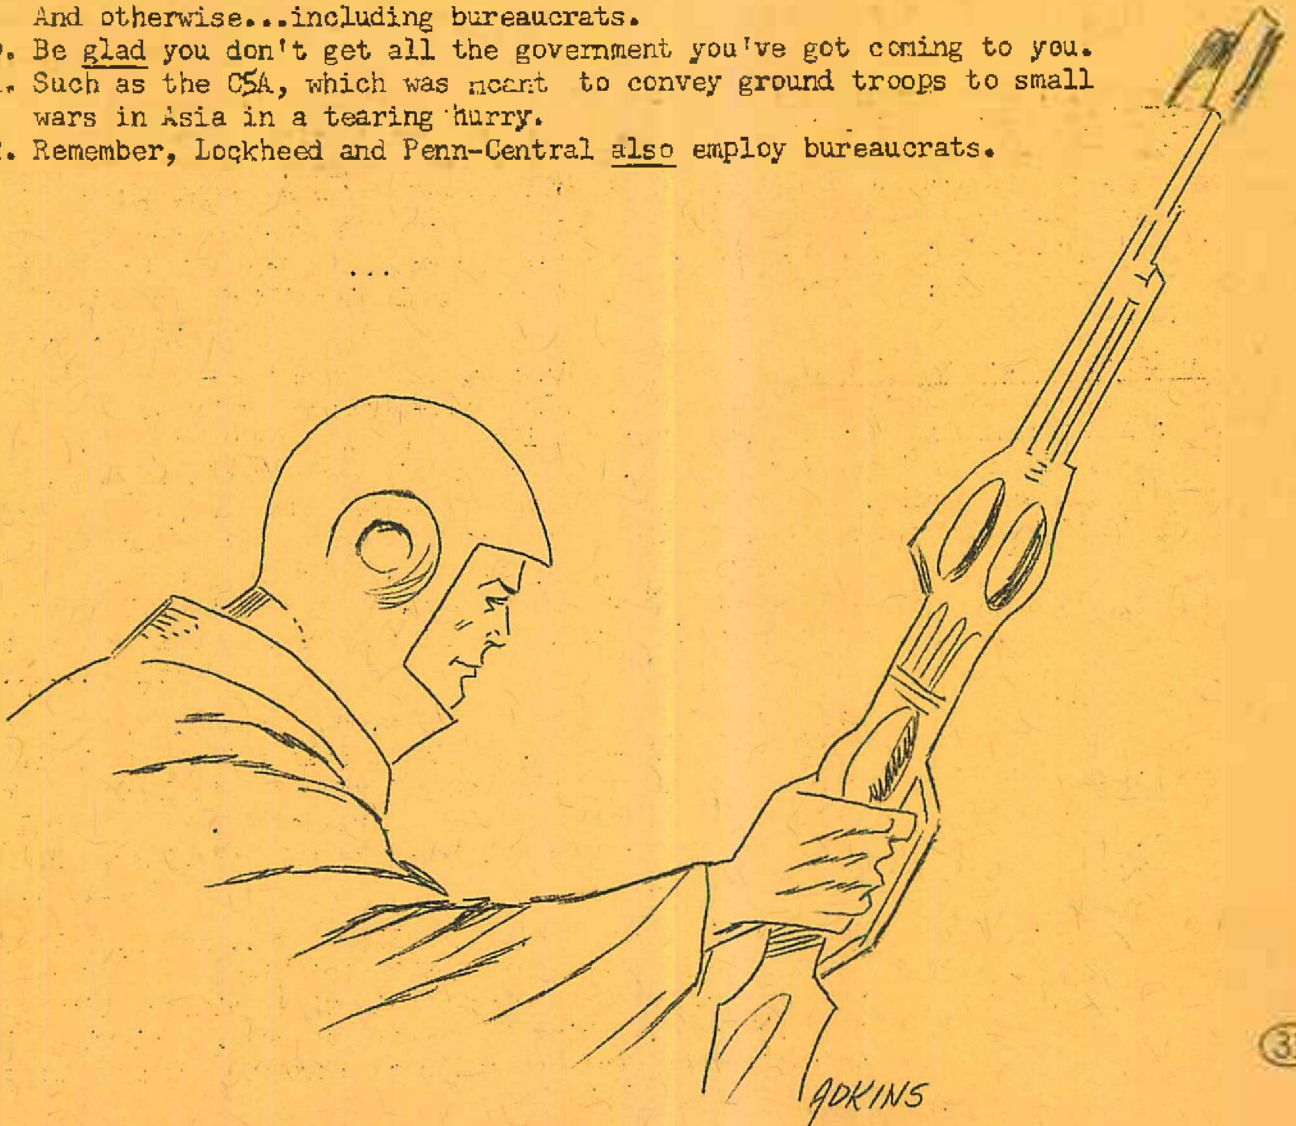 And otherwise...including bureaucrats.
. Be glad you don't get all the government you've got coming to you.
. Such as the C5A, which was meant to convey ground troops to small
wars in Asia in a tearing hurry.
. Remember, Lockheed and Penn-Central also employ bureaucrats.
...
ADKINS